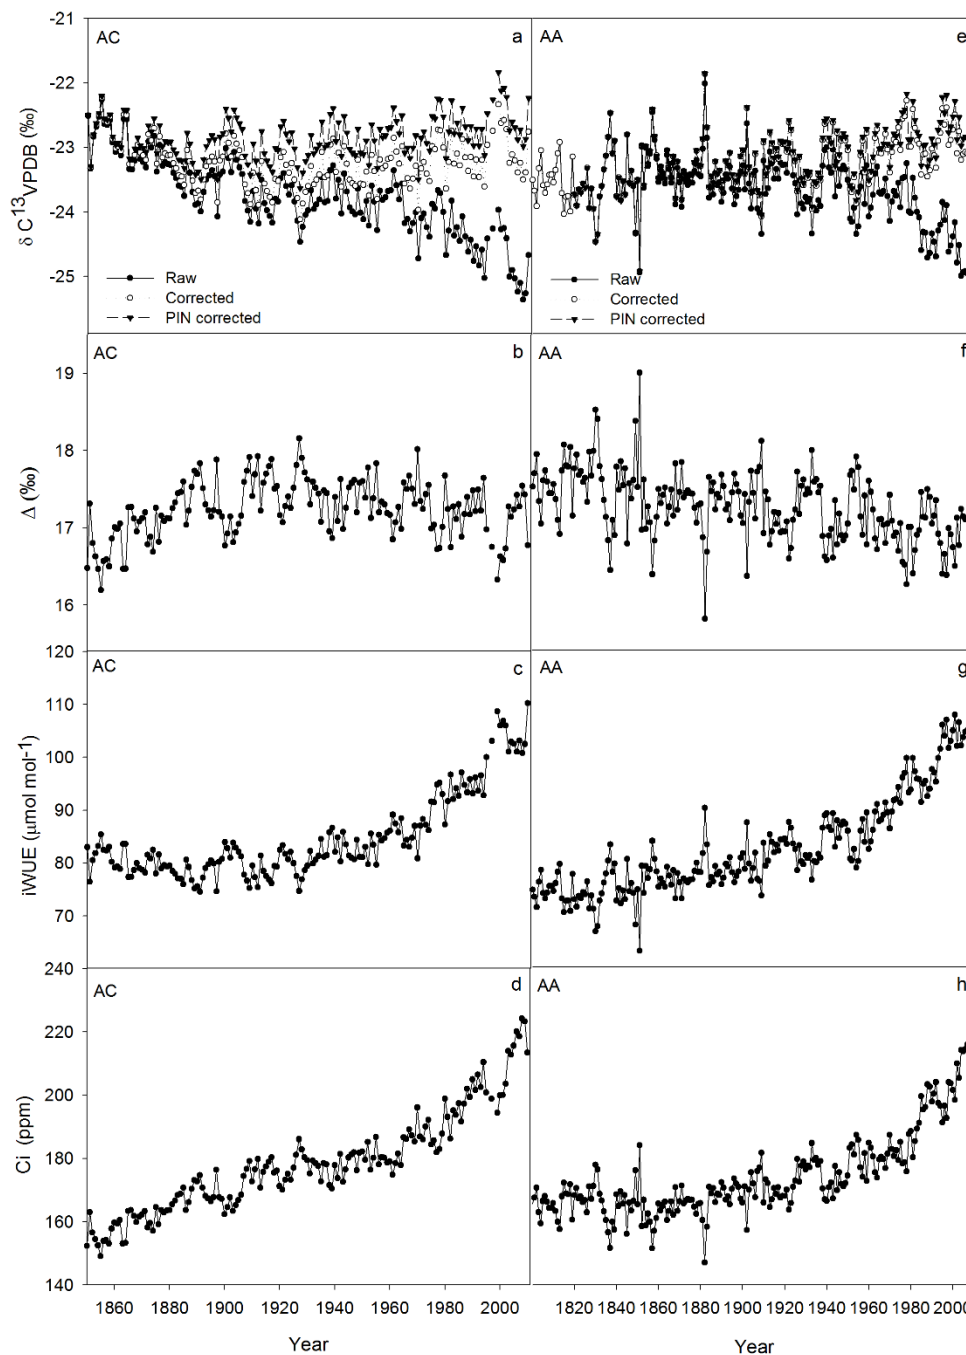 -21
-22
-23
-24
-25
δ C13VPDB (‰)
AC
a
Raw
Corrected
PIN corrected
AA
e
Raw
Corrected
PIN corrected
19
18
17
16
Δ (‰)
AC
b
AA
f
120
110
100
90
80
70
iWUE (μmol mol-1)
AC
c
AA
g
240
220
200
180
160
140
Ci (ppm)
AC
d
AA
h
1860 1880 1900 1920 1940 1960 1980 2000
1820 1840 1860 1880 1900 1920 1940 1960 1980 200
Year
Year